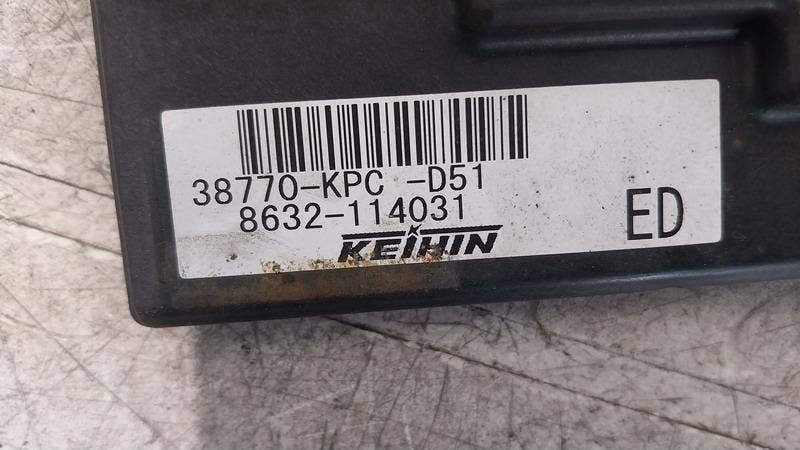 38770-KPC -D51
8632-114031
KEIHIN
ED